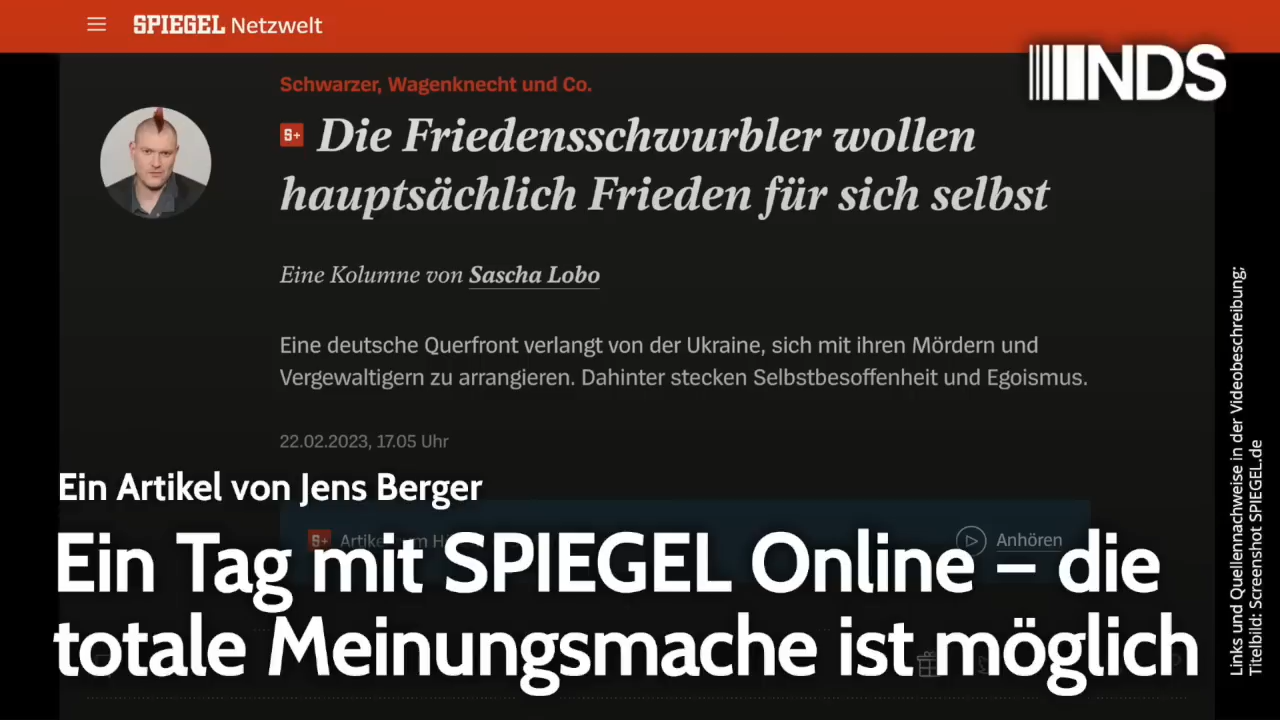 SPIEGEL Netzwelt
NDS
Schwarzer, Wagenknecht und Co.
S+ Die Friedensschwurbler wollen
hauptsächlich Frieden für sich selbst
Eine Kolumne von Sascha Lobo
Eine deutsche Querfront verlangt von der Ukraine, sich mit ihren Mördern und
Vergewaltigern zu arrangieren. Dahinter stecken Selbstbesoffenheit und Egoismus.
22.02.2023, 17.05 Uhr
Ein Artikel von Jens Berger
S+
Anhören
Ein Tag mit SPIEGEL Online – die
totale Meinungsmache ist möglich
Links und Quellennachweise in der Videobeschreibung;
Titelbild: Screenshot SPIEGEL.de